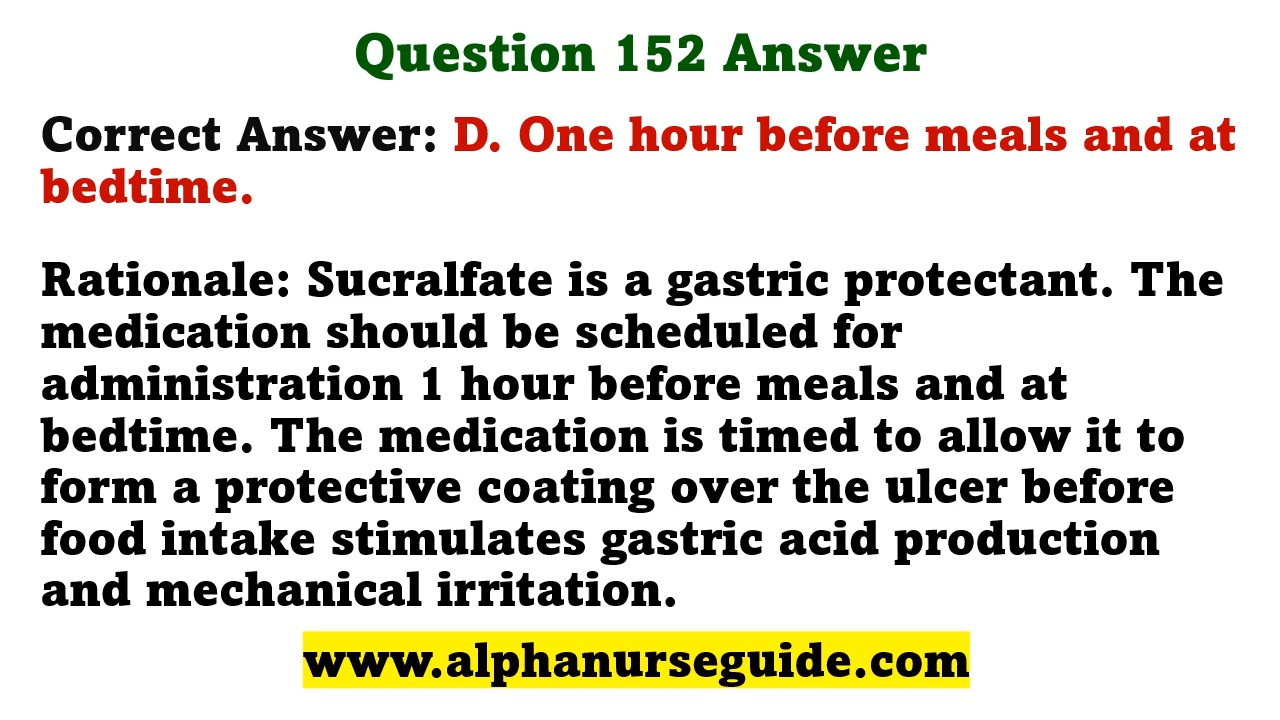 Question 152 Answer
Correct Answer: D. One hour before meals and at
bedtime.
Rationale: Sucralfate is a gastric protectant. The
medication should be scheduled for
administration 1 hour before meals and at
bedtime. The medication is timed to allow it to
form a protective coating over the ulcer before
food intake stimulates gastric acid production
and mechanical irritation.
www.alphanurseguide.com